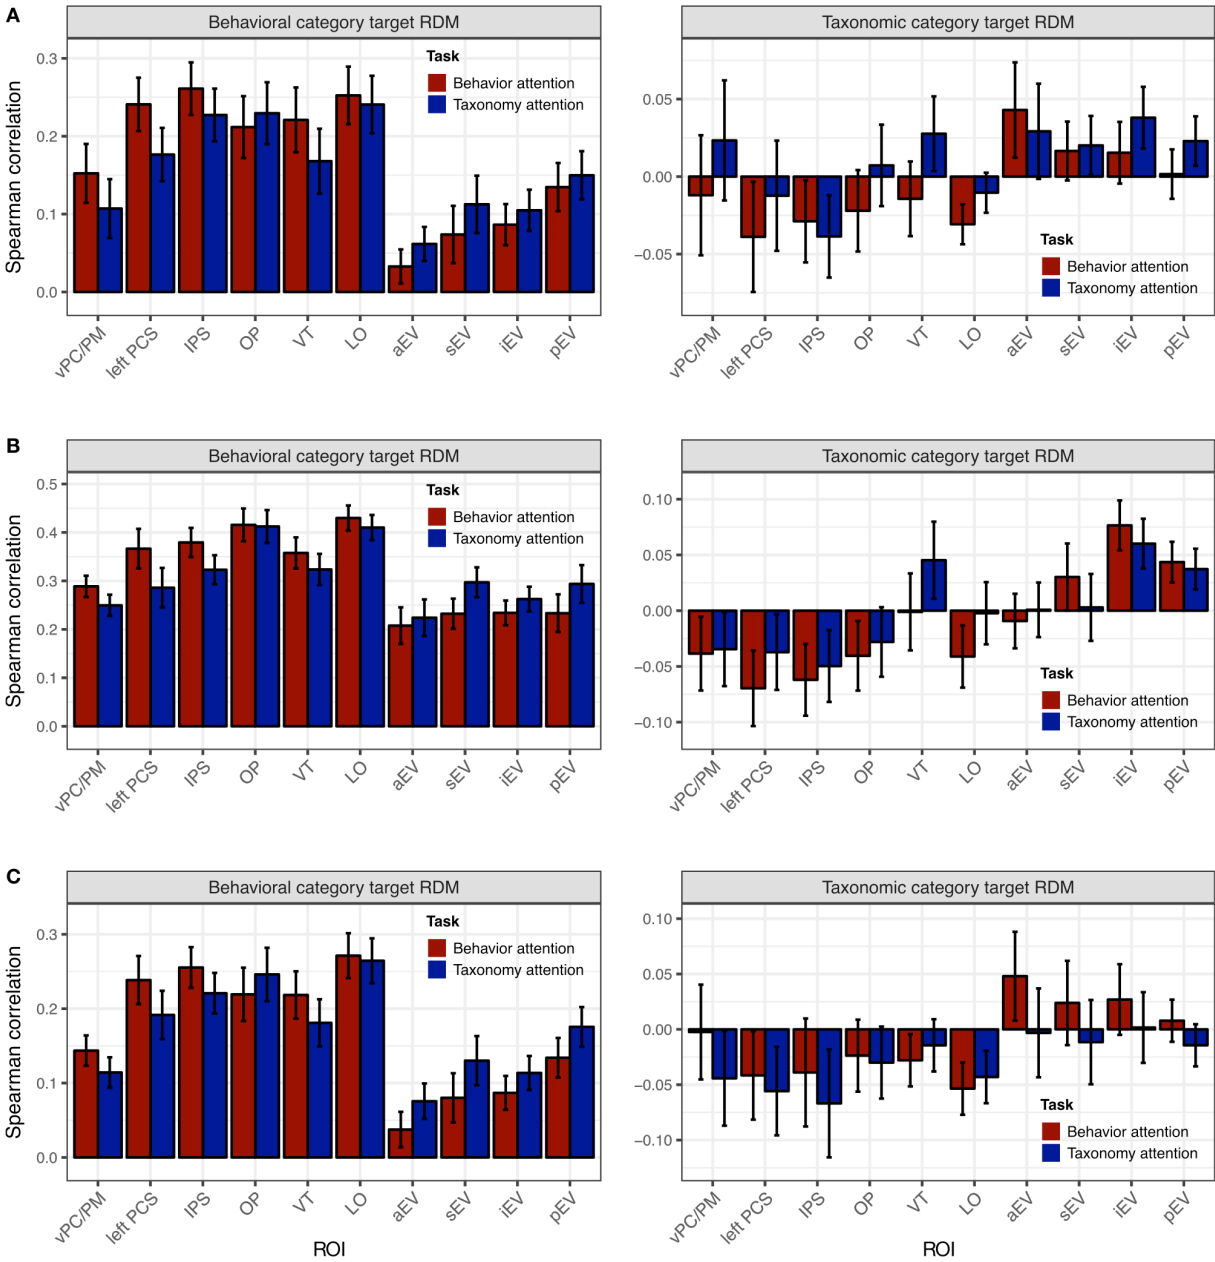 A
Behavioral category target RDM
Taxonomic category target RDM
Spearman correlation
0.3
0.2
0.1
0.0
Task
Behavior attention
Taxonomy attention
vPC/PM
left PCS
IPS
OP
VT
LO
aEV
sEV
iEV
pEV
0.05
0.00
−0.05
Task
Behavior attention
Taxonomy attention
vPC/PM
left PCS
IPS
OP
VT
LO
aEV
sEV
iEV
pEV
B
Behavioral category target RDM
Taxonomic category target RDM
Spearman correlation
0.5
0.4
0.3
0.2
0.1
0.0
Task
Behavior attention
Taxonomy attention
vPC/PM
left PCS
IPS
OP
VT
LO
aEV
sEV
iEV
pEV
0.10
0.05
0.00
−0.05
−0.10
Task
Behavior attention
Taxonomy attention
vPC/PM
left PCS
IPS
OP
VT
LO
aEV
sEV
iEV
pEV
C
Behavioral category target RDM
Taxonomic category target RDM
Spearman correlation
0.3
0.2
0.1
0.0
Task
Behavior attention
Taxonomy attention
vPC/PM
left PCS
IPS
OP
VT
LO
aEV
sEV
iEV
pEV
ROI
0.10
0.05
0.00
−0.05
−0.10
Task
Behavior attention
Taxonomy attention
vPC/PM
left PCS
IPS
OP
VT
LO
aEV
sEV
iEV
pEV
ROI